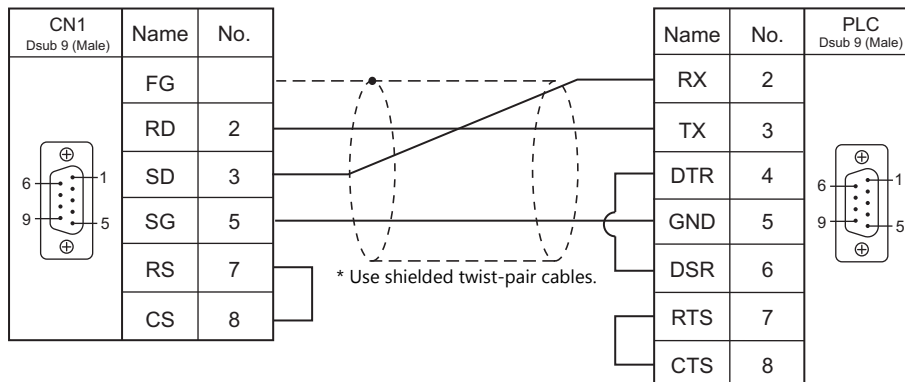 CN1
Dsub 9 (Male)
Name No.
FG
RD 2
SD 3
SG 5
RS 7
CS 8
6 1
9 5
* Use shielded twist-pair cables.
Name No.
PLC
Dsub 9 (Male)
RX 2
TX 3
DTR 4
GND 5
DSR 6
RTS 7
CTS 8
6 1
9 5